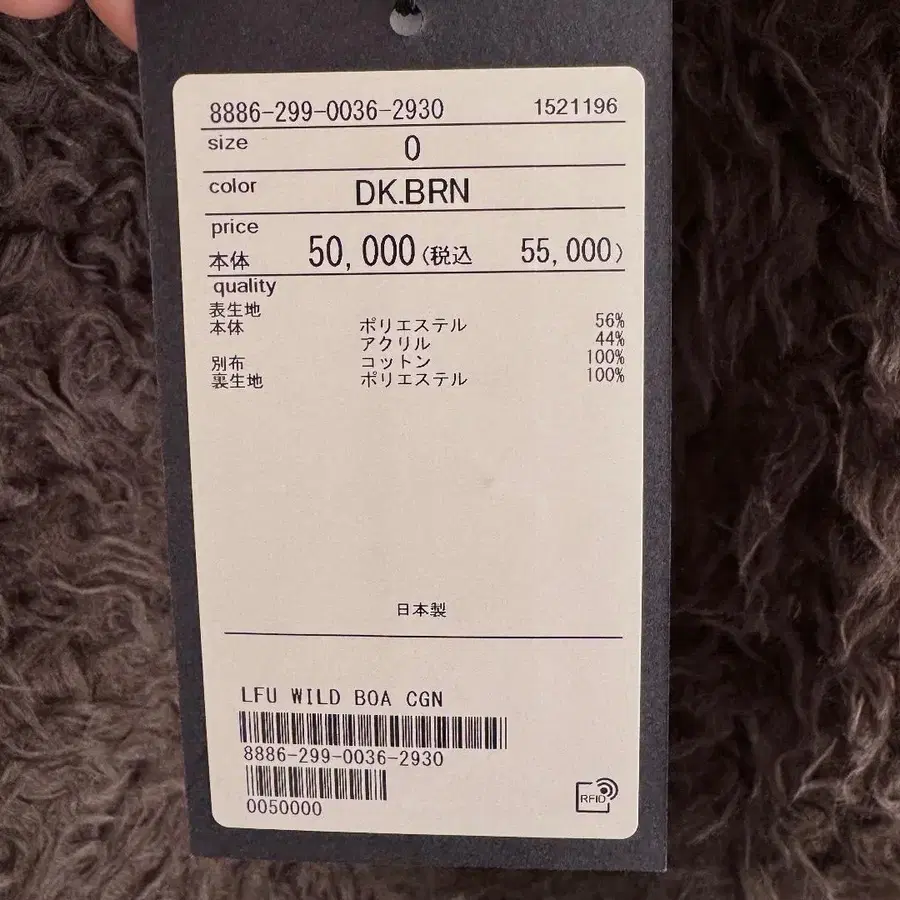 8886-299-0036-2930 1521196
size 0
color DK.BRN
price
本体 50,000(税込 55,000)
quality
表生地
本体 ポリエステル 56%
アクリル 44%
別布 コットン 100%
裏生地 ポリエステル 100%
日本製
LFU WILD BOA CGN
8886-299-0036-2930
0050000
RFID